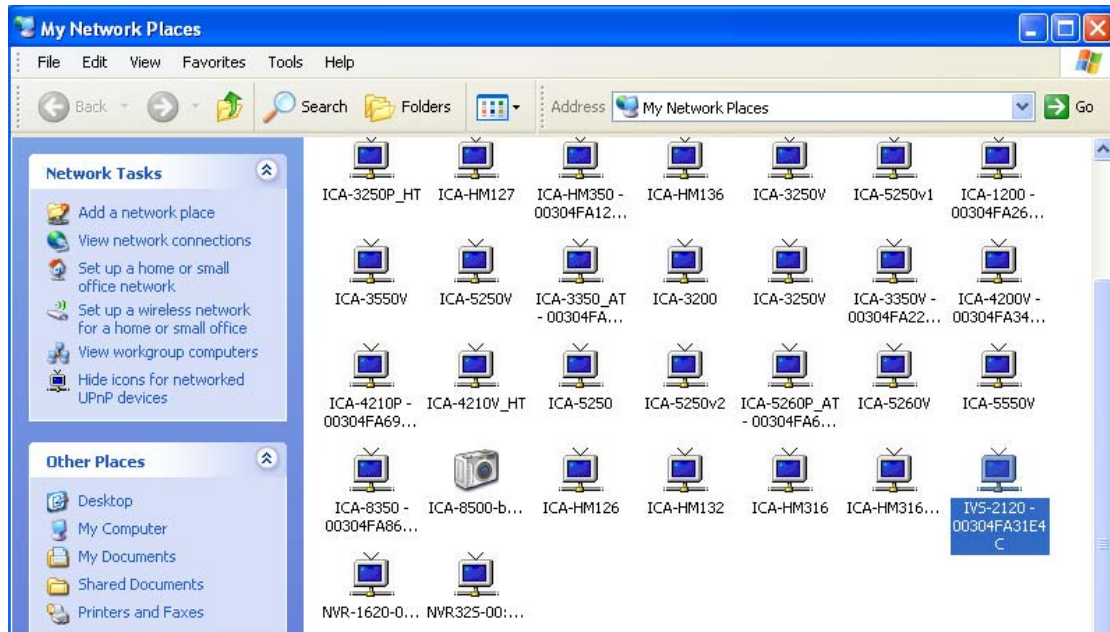 My Network Places
File Edit View Favorites Tools Help
Back Search Folders Address My Network Places Go
Network Tasks
Add a network place
View network connections
Set up a home or small
office network
Set up a wireless network
for a home or small office
View workgroup computers
Hide icons for networked
UPnP devices
Other Places
Desktop
My Computer
My Documents
Shared Documents
Printers and Faxes
ICA-3250P_HT ICA-HM127 ICA-HM350 - ICA-HM136 ICA-3250V ICA-5250v1 ICA-1200 -
00304FA12... 00304FA26...
ICA-3550V ICA-5250V ICA-3350_AT ICA-3200 ICA-3250V ICA-3350V - ICA-4200V -
- 00304FA... 00304FA22... 00304FA34...
ICA-4210P - ICA-4210V_HT ICA-5250 ICA-5250v2 ICA-5260P_AT ICA-5260V ICA-5550V
00304FA69... - 00304FA6...
ICA-8350 - ICA-8500-b... ICA-HM126 ICA-HM132 ICA-HM316 ICA-HM316... IVS-2120 -
00304FA86... 00304FA31E4
C
NVR-1620-0... NVR325-00:...